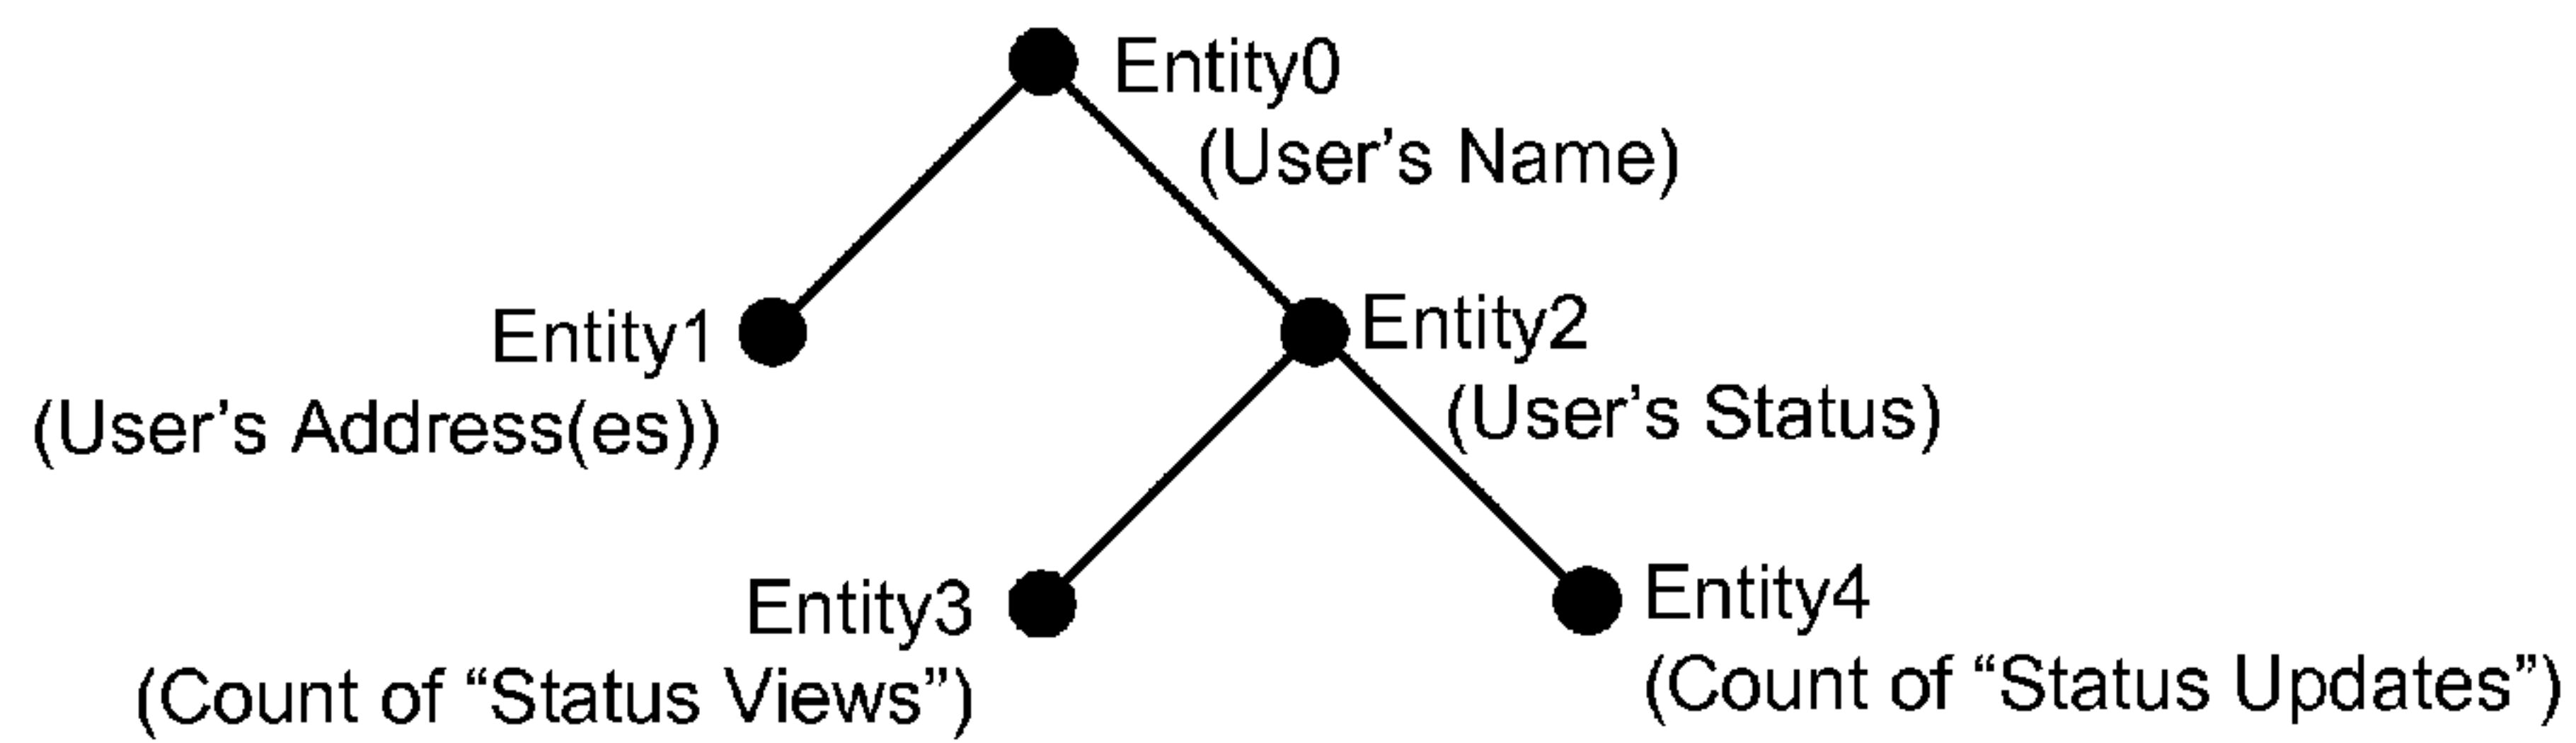 Entity0
(User’s Name)
Entity1
(User’s Address(es))
Entity2
(User’s Status)
Entity3
(Count of “Status Views”)
Entity4
(Count of “Status Updates”)